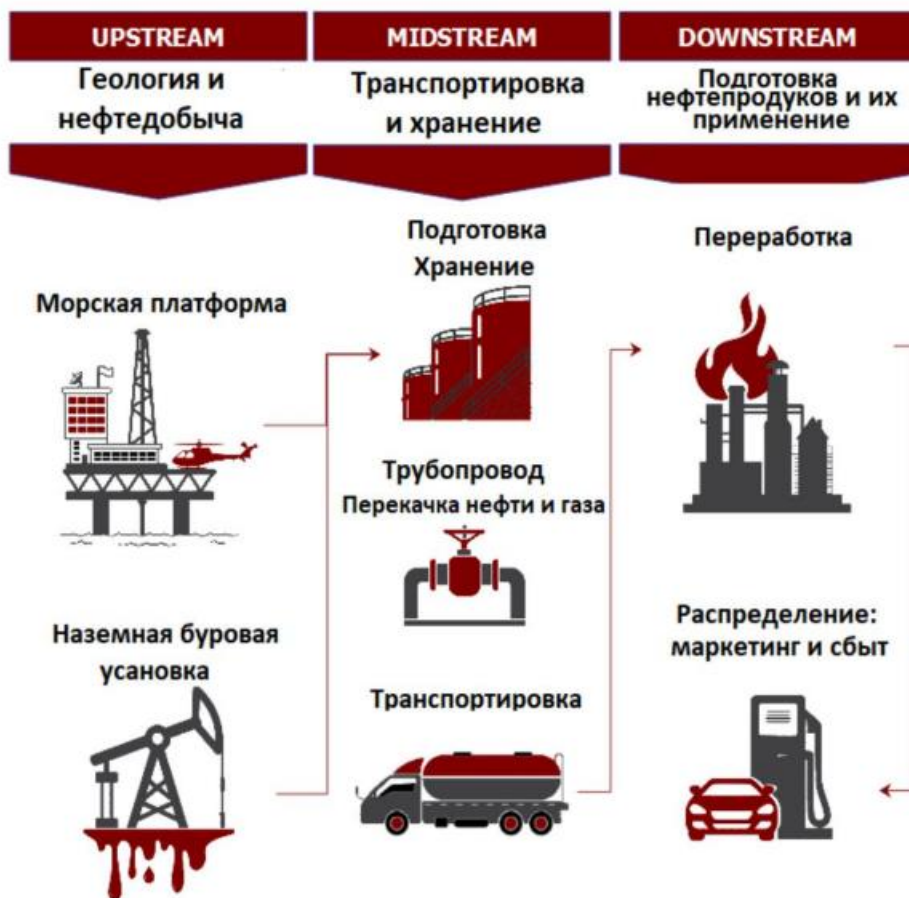 UPSTREAM
Геология и
нефтедобыча
MIDSTREAM
Транспортировка
и хранение
DOWNSTREAM
Подготовка
нефтепродуков и их
применение
Морская платформа
Наземная буровая
усановка
Подготовка
Хранение
Трубопровод
Перекачка нефти и газа
Транспортировка
Переработка
Распределение:
маркетинг и сбыт